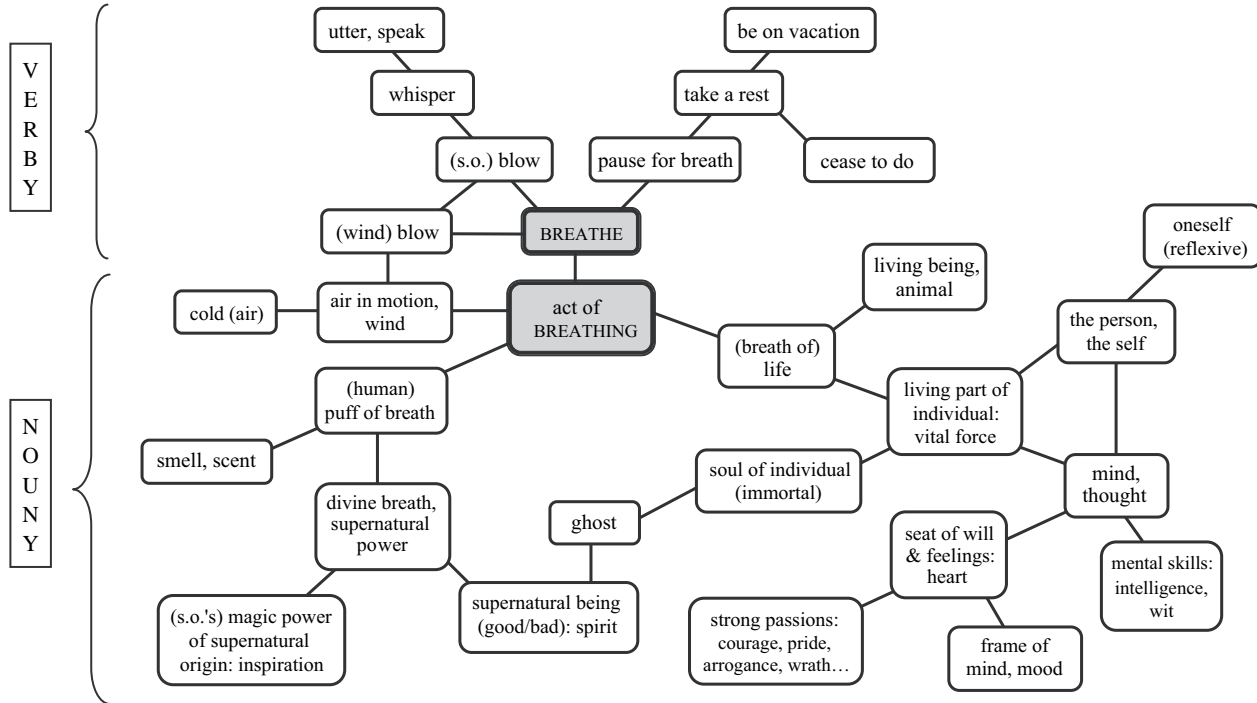 V
E
R
B
Y
utter, speak
be on vacation
whisper
take a rest
(s.o.) blow
pause for breath
cease to do
(wind) blow
BREATHE
oneself
(reflexive)
living being,
animal
N
O
U
N
Y
cold (air)
air in motion,
wind
act of
BREATHING
the person,
the self
(breath of)
life
(human)
puff of breath
living part of
individual:
vital force
smell, scent
soul of individual
(immortal)
mind,
thought
divine breath,
supernatural
power
ghost
seat of will
& feelings:
heart
mental skills:
intelligence,
wit
(s.o.'s) magic power
of supernatural
origin: inspiration
supernatural being
(good/bad): spirit
strong passions:
courage, pride,
arrogance, wrath…
frame of
mind, mood